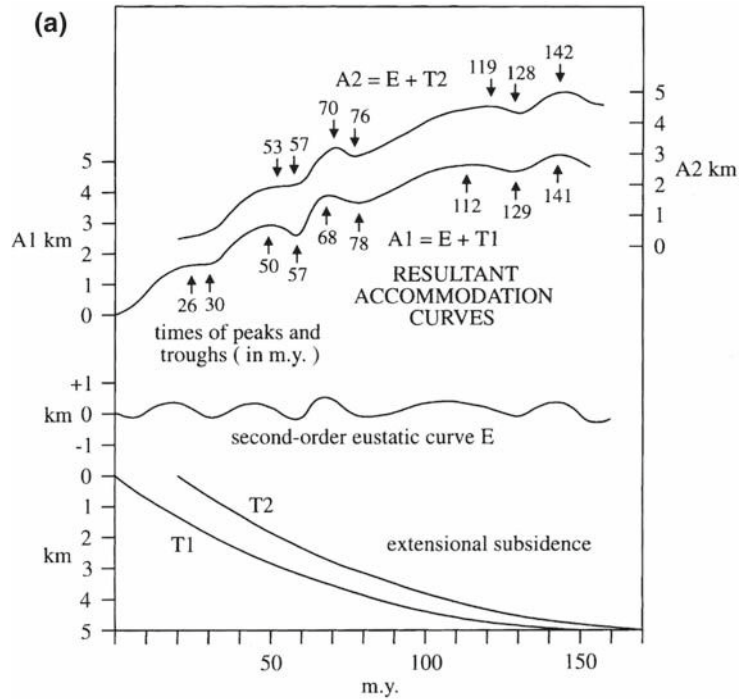 (a)
142
119 128
A2 = E + T2
70
76
53 57
5
4
3
2
1
0
A2 km
5
4
3
2
1
0
A1 km
68
78
A1 = E + T1
112
129
141
50
57
26 30
RESULTANT
ACCOMMODATION
CURVES
times of peaks and
troughs ( in m.y. )
+1
km 0
-1
second-order eustatic curve E
0
1
2
km
3
4
5
T2
T1
extensional subsidence
50 100 150
m.y.